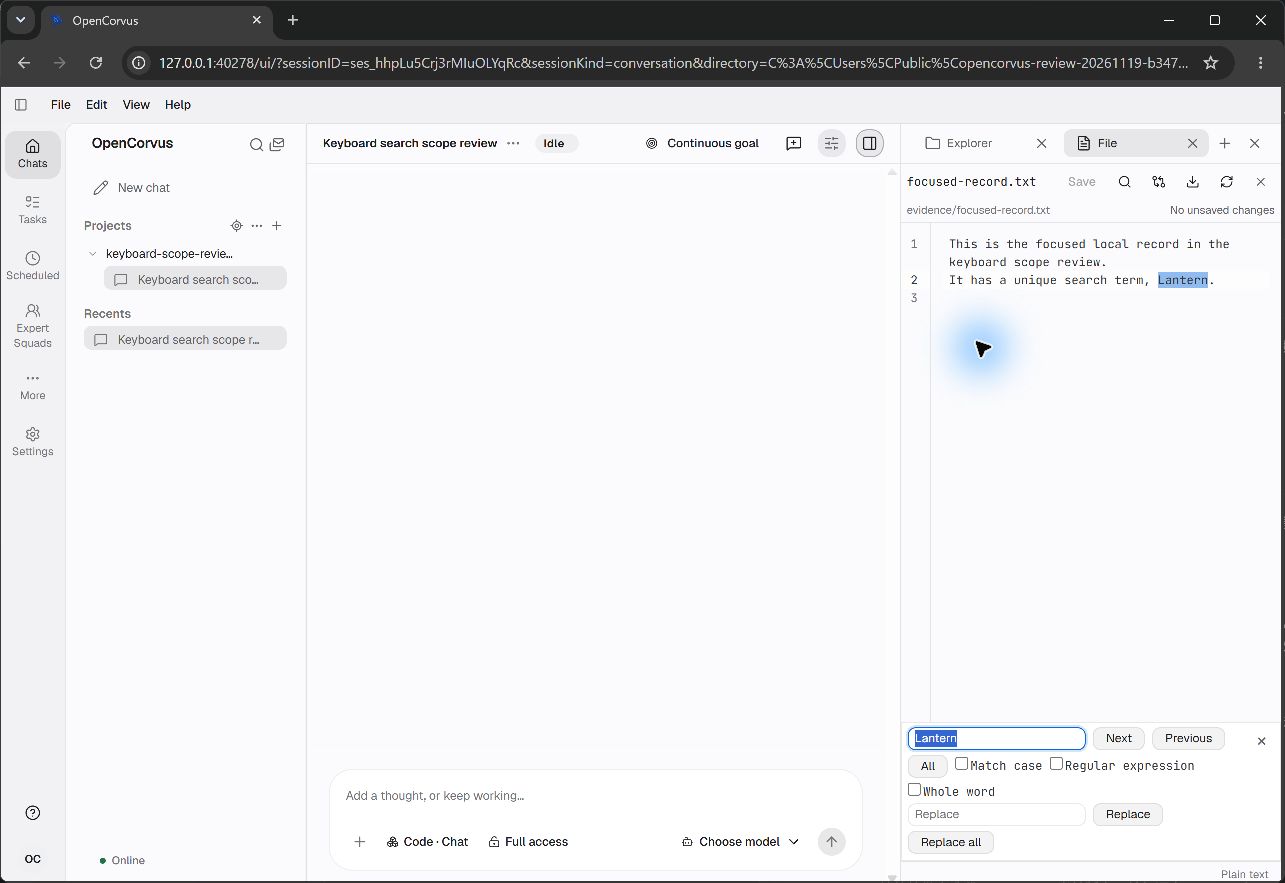 OpenCorvus
127.0.0.1:40278/ui/?sessionID=ses_hhpLu5Crj3rMIuOLYqRc&sessionKind=conversation&directory=C%3A%5CUsers%5CPublic%5Copencorvus-review-20261119-b347...
File Edit View Help
Chats
Tasks
Scheduled
Expert
Squads
More
Settings
OC
OpenCorvus
New chat
Projects
keyboard-scope-revie...
Keyboard search sco...
Recents
Keyboard search scope r...
Online
Keyboard search scope review ... Idle
Continuous goal
Add a thought, or keep working...
Code · Chat
Full access
Choose model
Explorer
File
focused-record.txt
Save
evidence/focused-record.txt
No unsaved changes
1 This is the focused local record in the
keyboard scope review.
2 It has a unique search term, Lantern.
3
Lantern
Next
Previous
All
Match case
Regular expression
Whole word
Replace
Replace
Replace all
Plain text